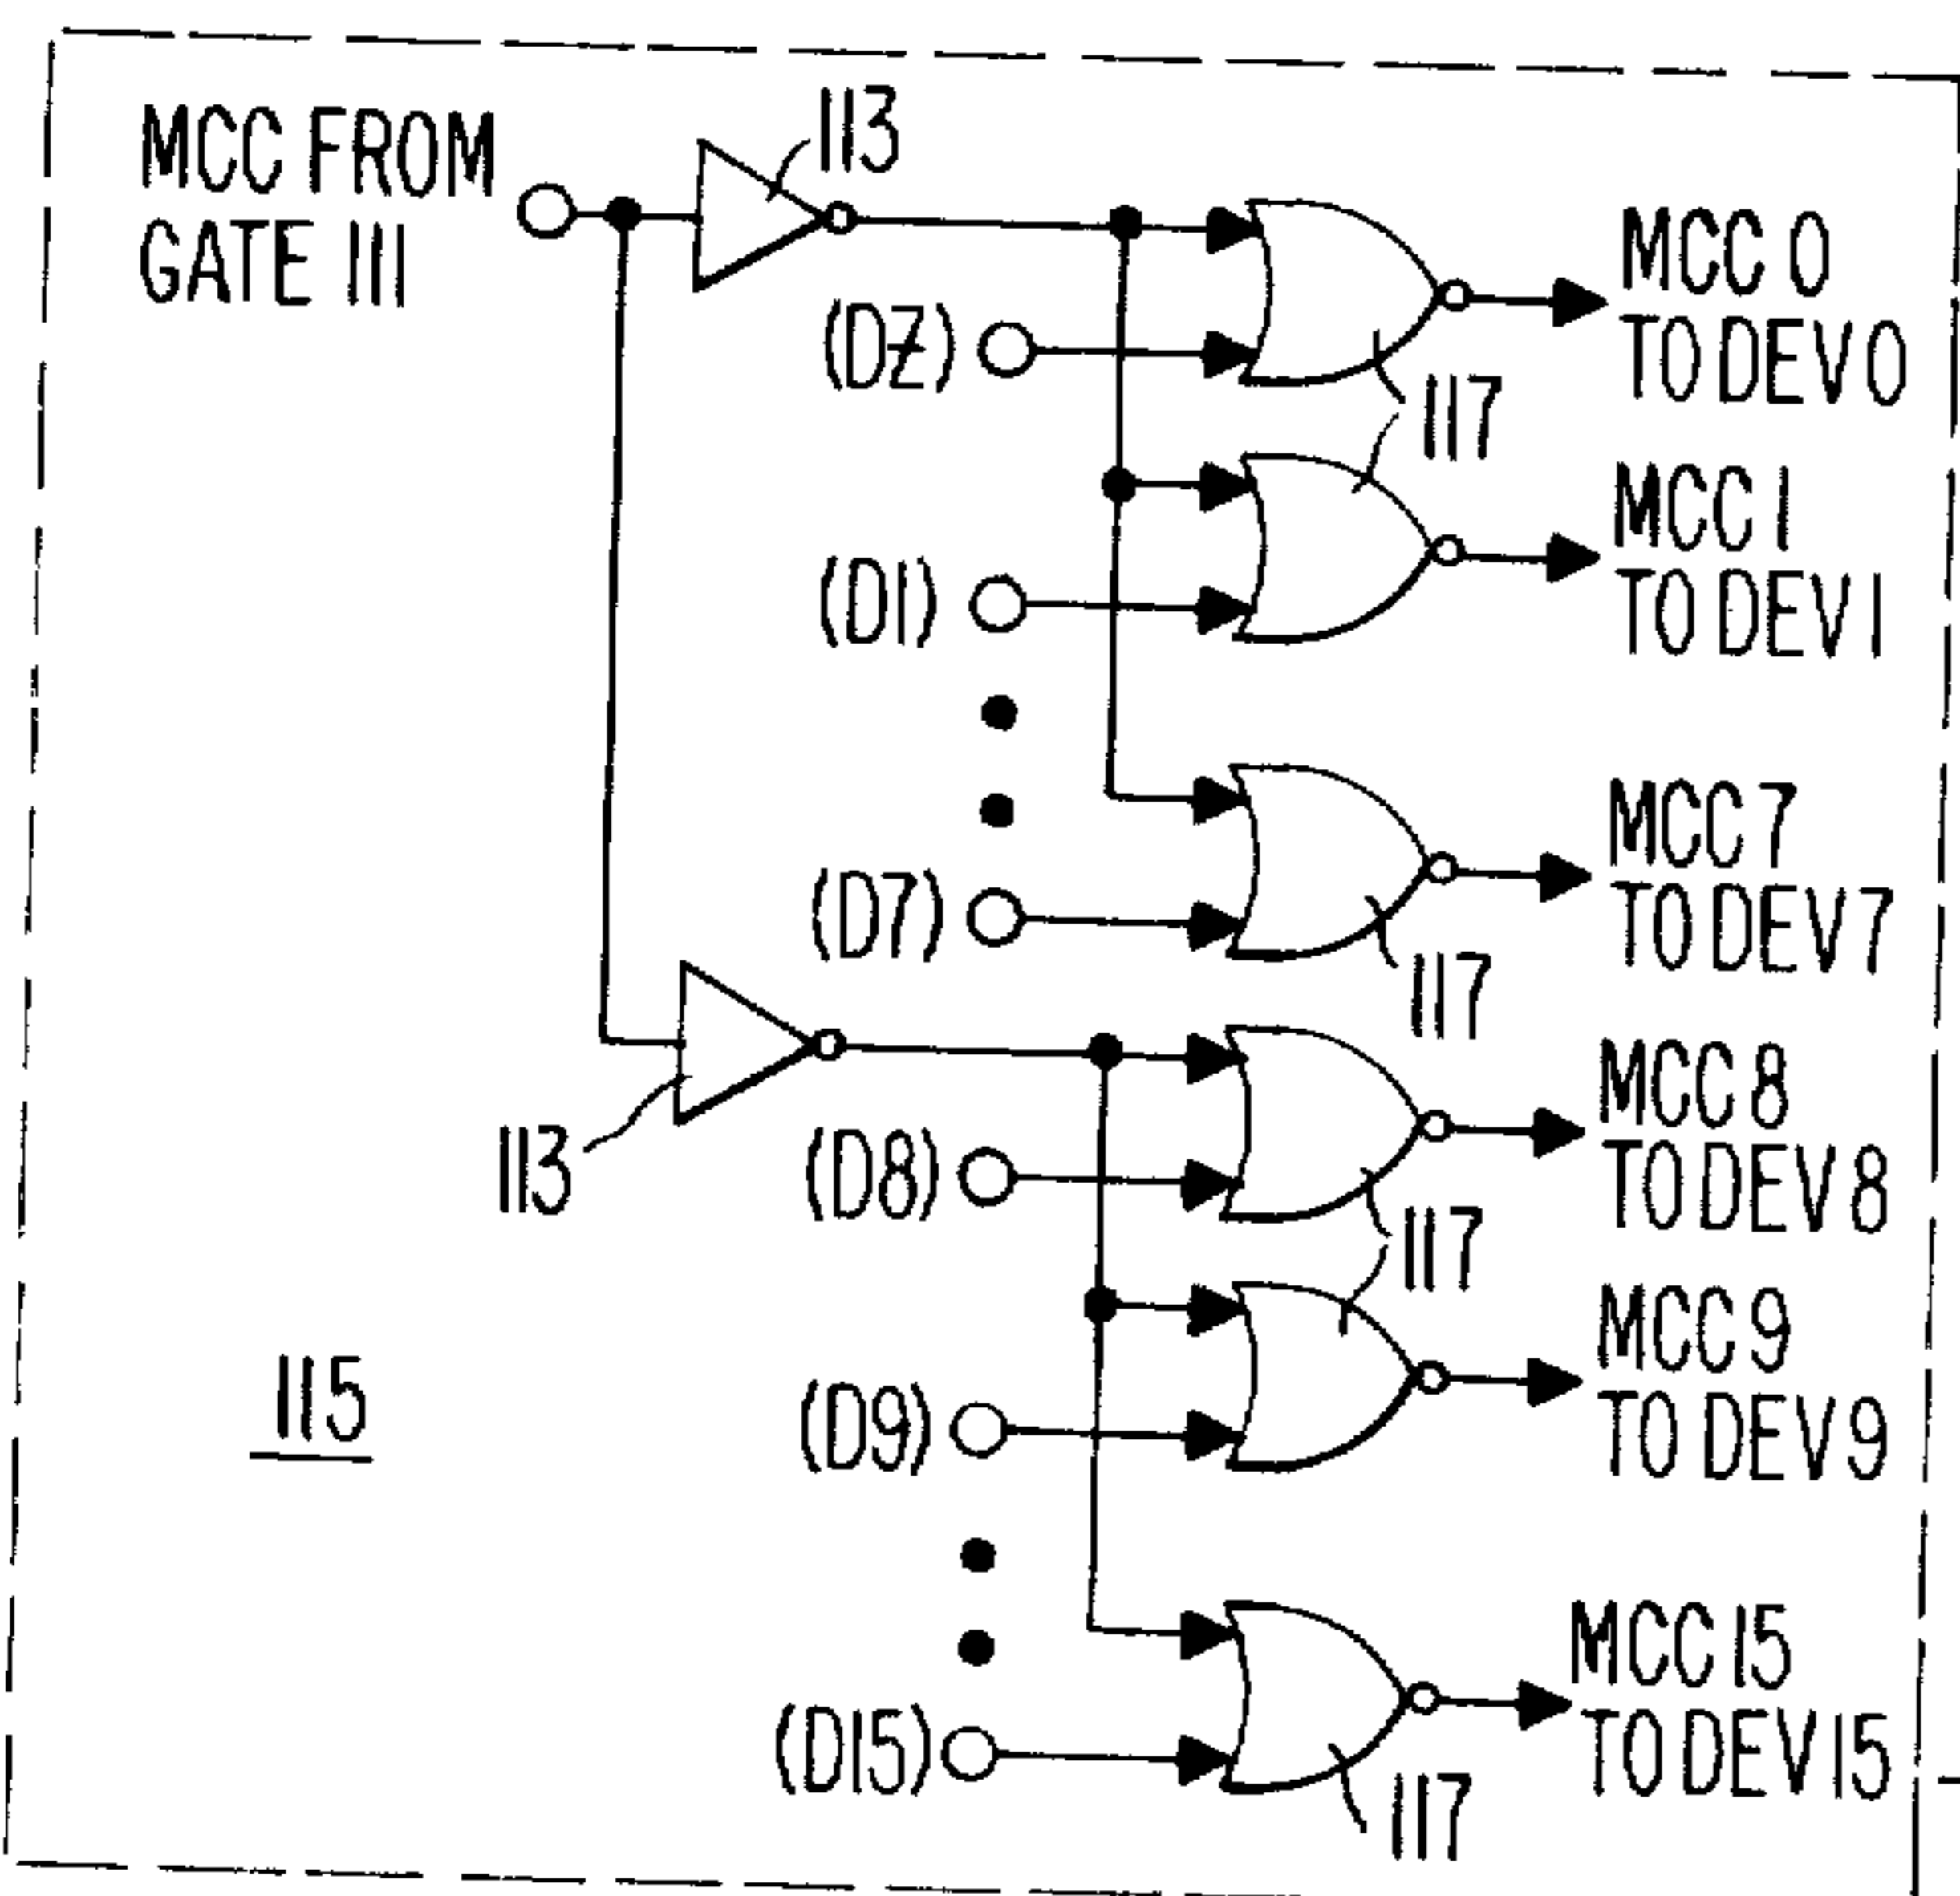 MCC FROM
GATE 111
113
MCC 0
TO DEV 0
(DZ)
117
MCC 1
TO DEV 1
(D1)
MCC 7
TO DEV 7
(D7)
117
MCC 8
TO DEV 8
113
(D8)
117
MCC 9
TO DEV 9
115
(D9)
MCC 15
TO DEV 15
(D15)
117